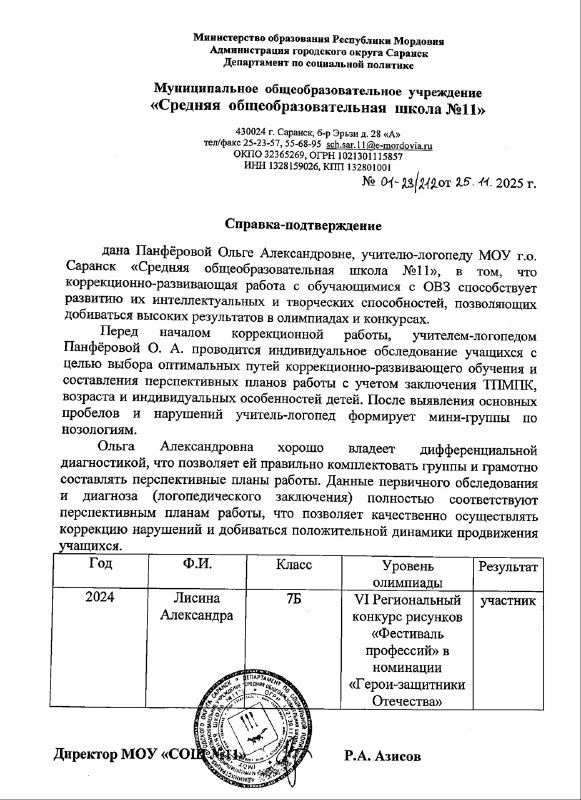 Министерство образования Республики Мордовия
Администрация городского округа Саранск
Департамент по социальной политике
Муниципальное общеобразовательное учреждение
«Средняя общеобразовательная школа №11»
430024 г. Саранск, б-р Эрьзи д. 28 «А»
тел/факс 25-23-57, 55-68-95 sch.sar.11@e-mordovia.ru
ОКПО 32365269, ОГРН 1021301115857
ИНН 1328159026, КПП 132801001
№ 01-23/212 от 25.11.2025 г.
Справка-подтверждение
дана Панфёровой Ольге Александровне, учителю-логопеду МОУ г.о.
Саранск «Средняя общеобразовательная школа №11», в том, что
коррекционно-развивающая работа с обучающимися с ОВЗ способствует
развитию их интеллектуальных и творческих способностей, позволяющих
добиваться высоких результатов в олимпиадах и конкурсах.
Перед началом коррекционной работы, учителем-логопедом
Панфёровой О. А. проводится индивидуальное обследование учащихся с
целью выбора оптимальных путей коррекционно-развивающего обучения и
составления перспективных планов работы с учетом заключения ТПМПК,
возраста и индивидуальных особенностей детей. После выявления основных
пробелов и нарушений учитель-логопед формирует мини-группы по
нозологиям.
Ольга Александровна хорошо владеет дифференциальной
диагностикой, что позволяет ей правильно комплектовать группы и грамотно
составлять перспективные планы работы. Данные первичного обследования
и диагноза (логопедического заключения) полностью соответствуют
перспективным планам работы, что позволяет качественно осуществлять
коррекцию нарушений и добиваться положительной динамики продвижения
учащихся.
Год Ф.И. Класс Уровень олимпиады Результат
2024 Лисина Александра 7Б VI Региональный участник
конкурс рисунков
«Фестиваль
профессий» в
номинации
«Герои-защитники
Отечества»
Директор МОУ «СОШ №11» Р.А. Азисов